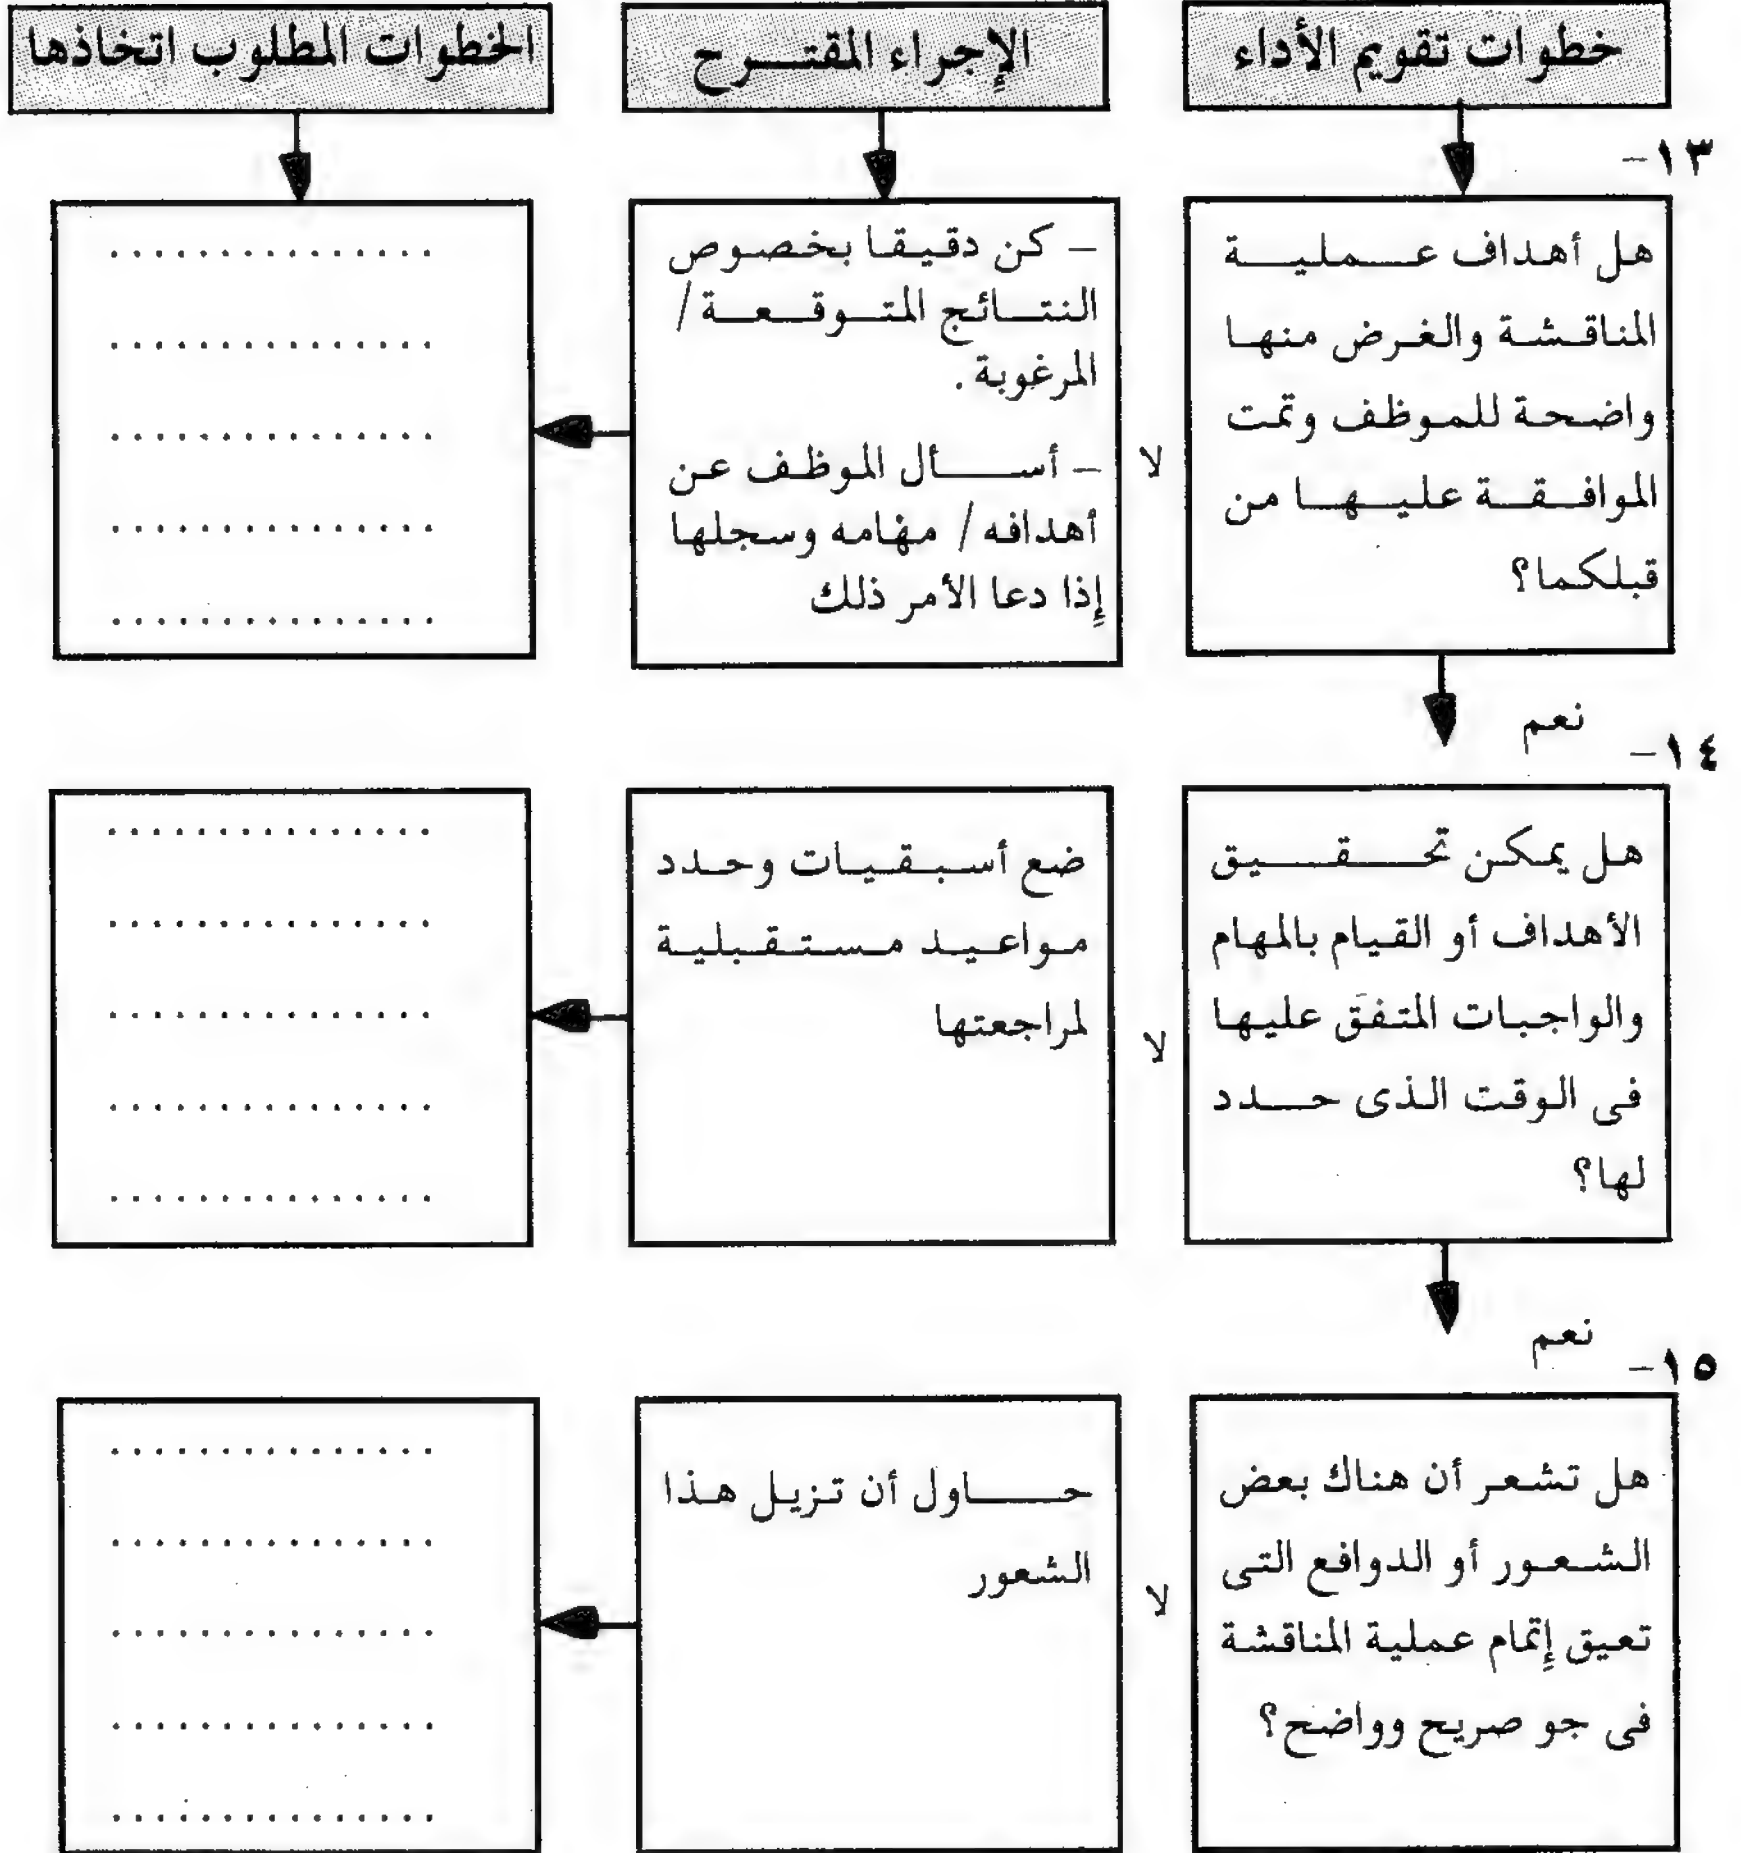 خطوات تقويم الأداء
الإجراء المقترح
الخطوات المطلوب اتخاذها
١٣-
هل أهداف عملية
المناقشة والغرض منها
واضحة للموظف وتمت
الموافقة عليها من
قبلكما؟
لا
- كن دقيقا بخصوص
النتائج المتوقعة /
المرغوبة .
- أسأل الموظف عن
أهدافه / مهامه وسجلها
إذا دعا الأمر ذلك
...............
...............
...............
...............
...............
نعم
١٤-
هل يمكن تحقيق
الأهداف أو القيام بالمهام
والواجبات المتفق عليها
فى الوقت الذى حدد
لها؟
لا
ضع أسبقيات وحدد
مواعيد مستقبلية
لمراجعتها
...............
...............
...............
...............
...............
نعم
١٥-
هل تشعر أن هناك بعض
الشعور أو الدوافع التى
تعيق إتمام عملية المناقشة
فى جو صريح وواضح؟
لا
حاول أن تزيل هذا
الشعور
...............
...............
...............
...............
...............